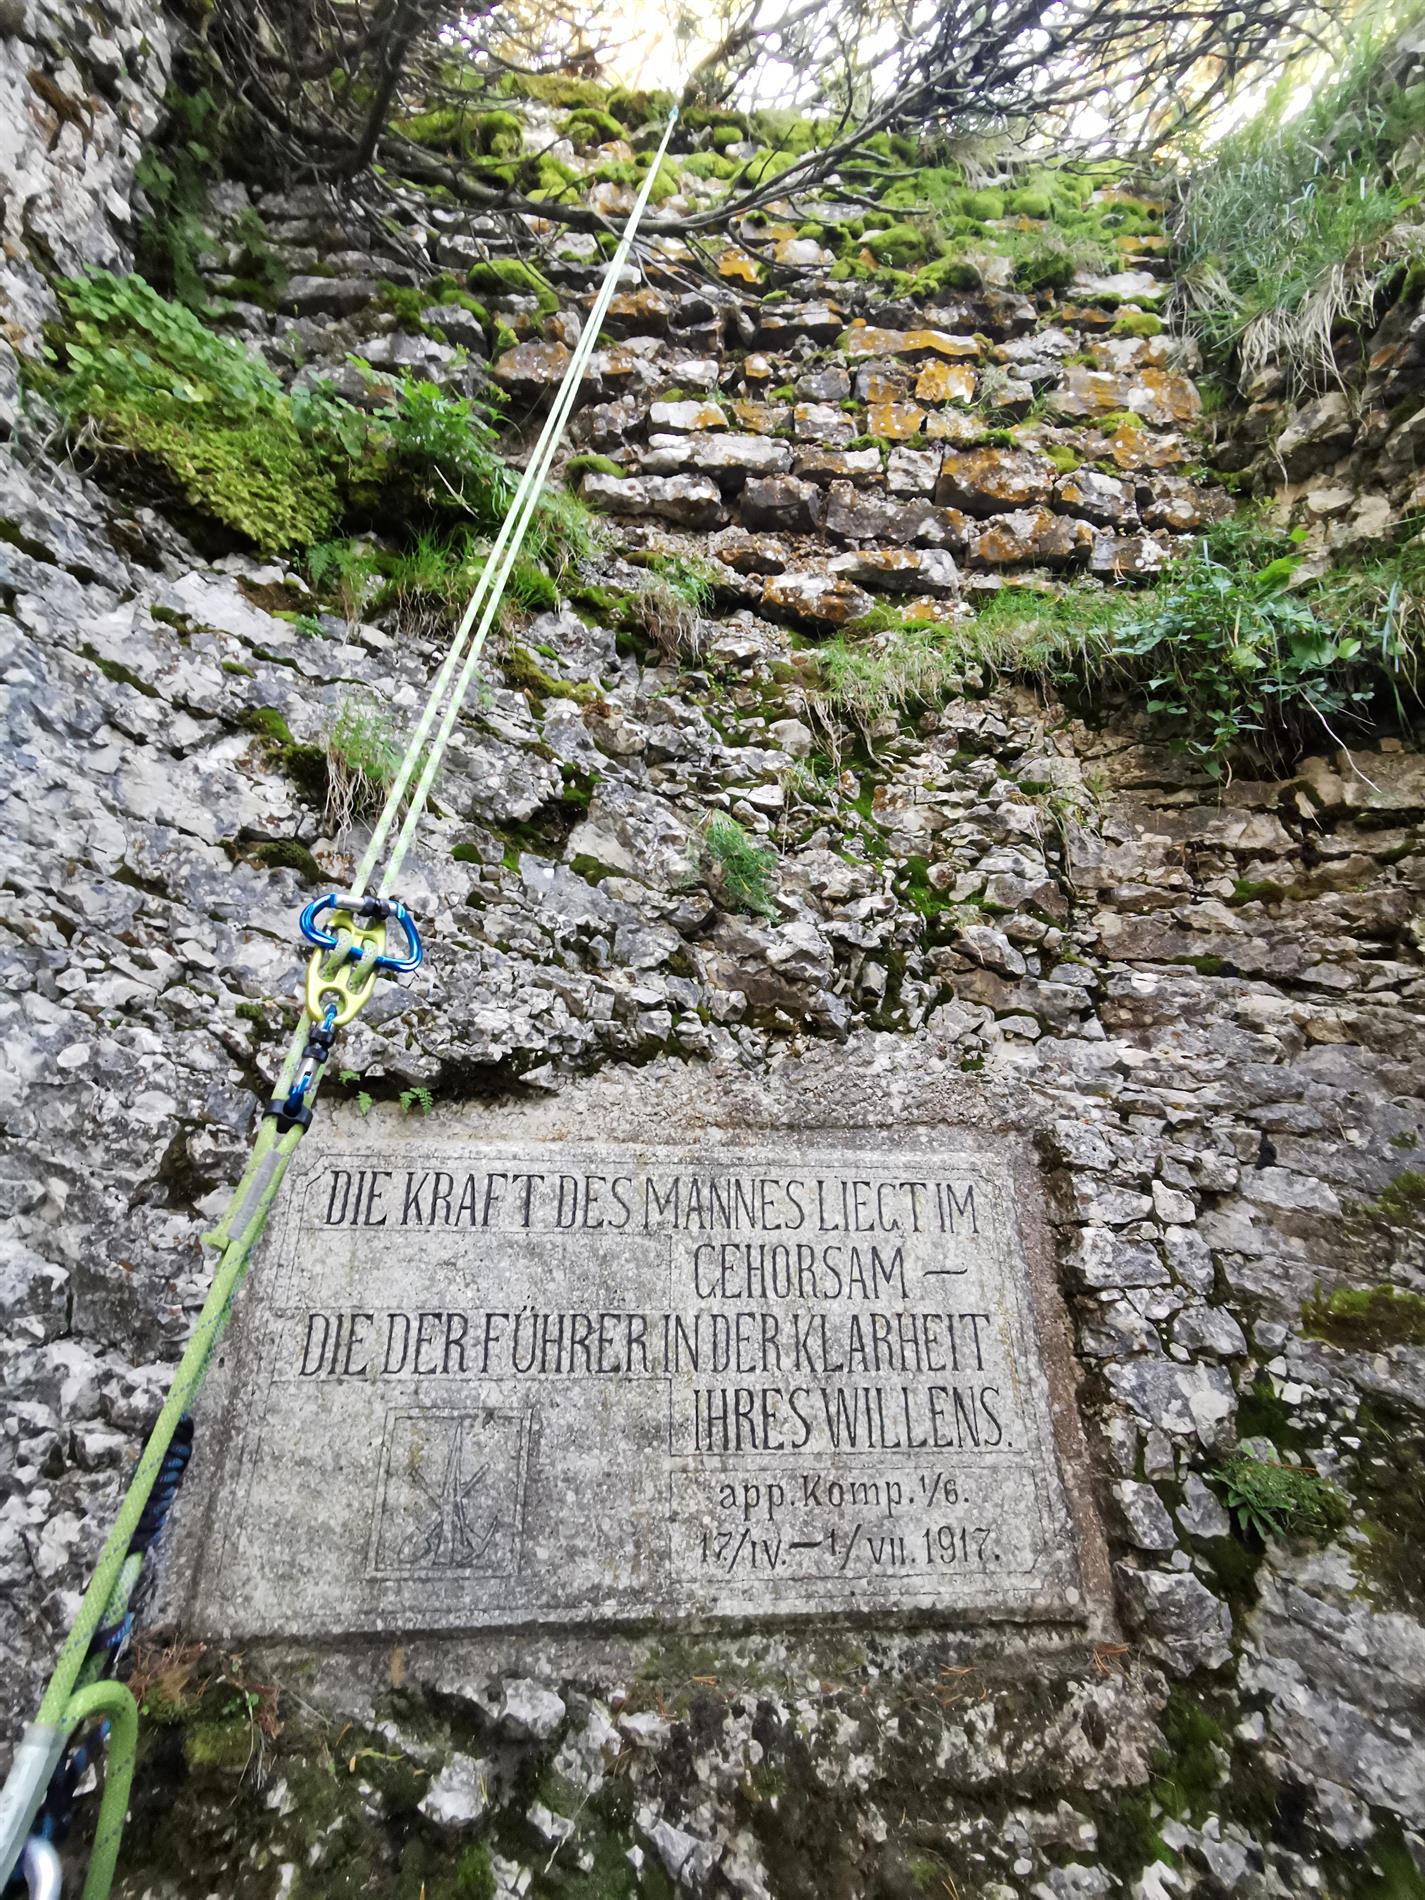 DIE KRAFT DES MANNES LIEGT IM
GEHORSAM —
DIE DER FÜHRER IN DER KLARHEIT
IHRES WILLENS.
app. Komp. 1/6.
17/IV. — 1/VII. 1917.